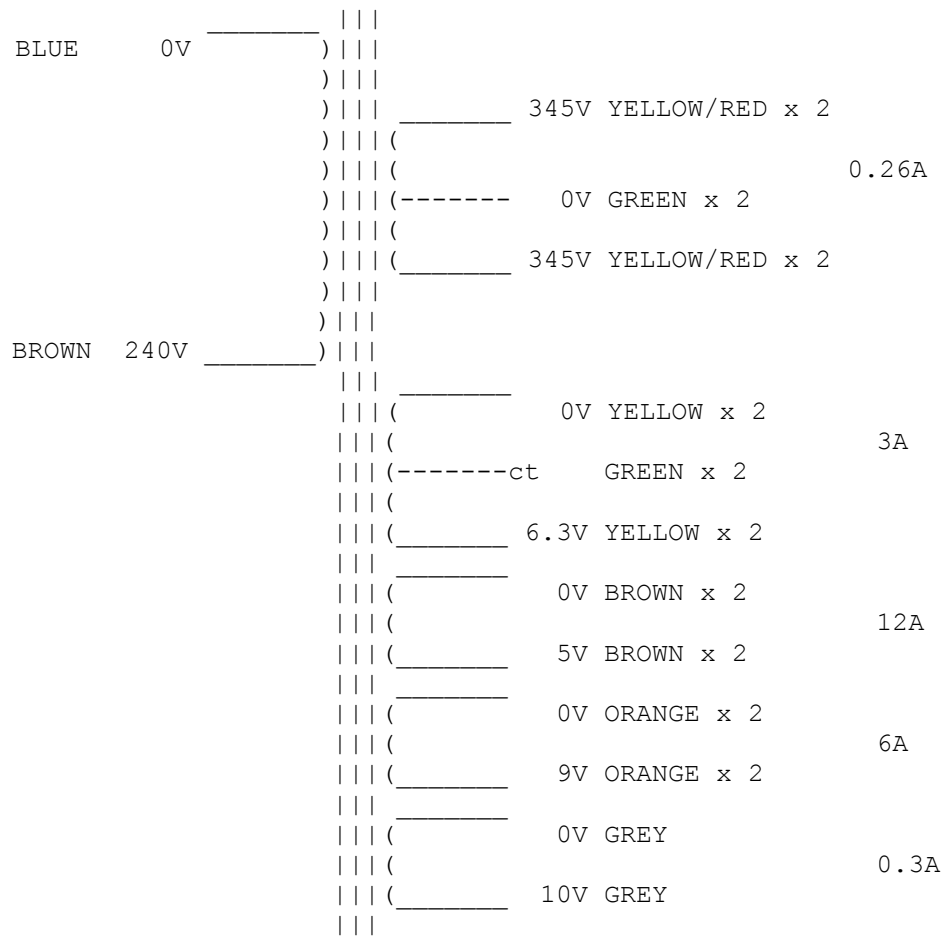 BLUE 0V
345V YELLOW/RED x 2
0.26A
0V GREEN x 2
345V YELLOW/RED x 2
BROWN 240V
0V YELLOW x 2
3A
ct GREEN x 2
6.3V YELLOW x 2
0V BROWN x 2
12A
5V BROWN x 2
0V ORANGE x 2
6A
9V ORANGE x 2
0V GREY
0.3A
10V GREY